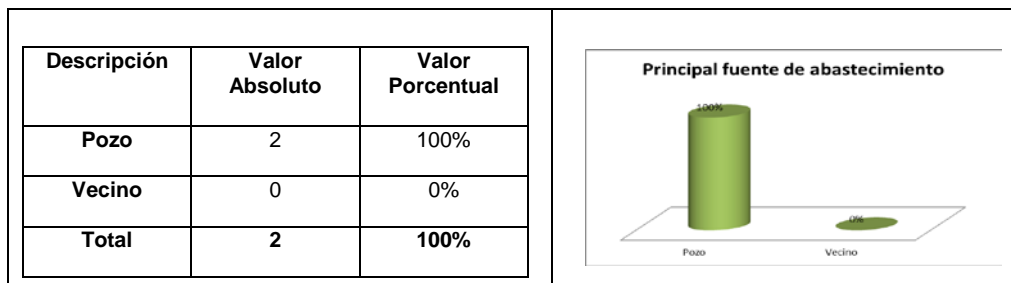 Descripción Valor Absoluto Valor Porcentual
Pozo 2 100%
Vecino 0 0%
Total 2 100%
Principal fuente de abastecimiento
100%
0%
Pozo Vecino